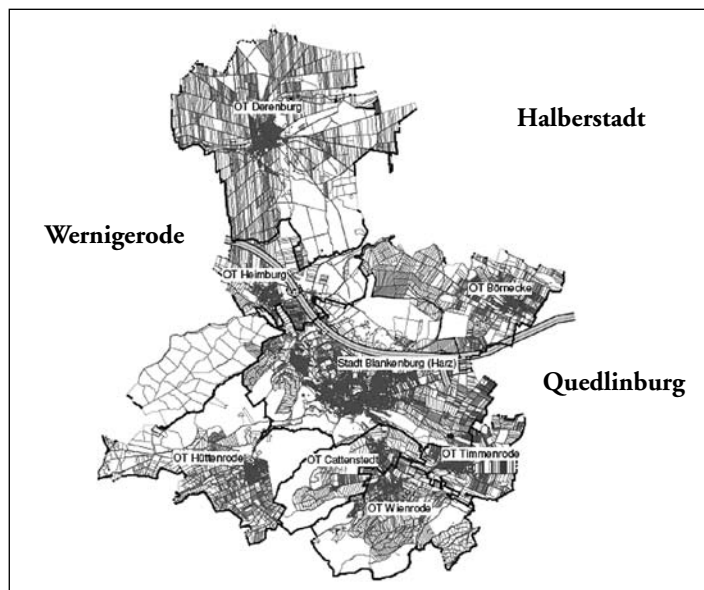 OT Derenburg
Halberstadt
Wernigerode
OT Heimburg
OT Börnecke
Stadt Blankenburg (Harz)
Quedlinburg
OT Hüttenrode
OT Cattenstedt
OT Timmenrode
OT Wienrode